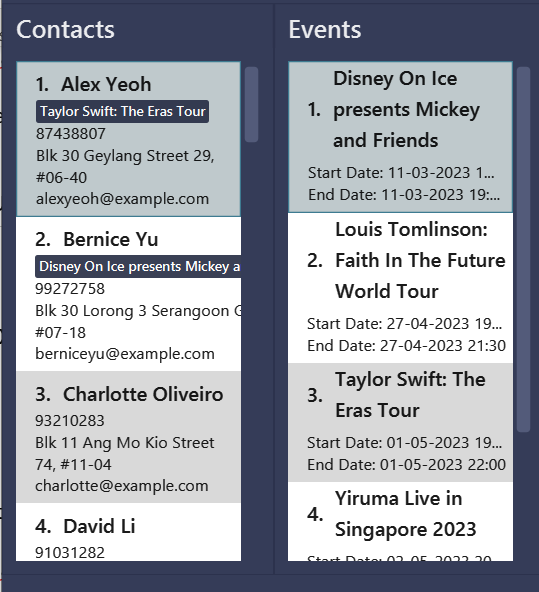 Contacts
1. Alex Yeoh
Taylor Swift: The Eras Tour
87438807
Blk 30 Geylang Street 29,
#06-40
alexyeoh@example.com
2. Bernice Yu
Disney On Ice presents Mickey a
99272758
Blk 30 Lorong 3 Serangoon G
#07-18
berniceyu@example.com
3. Charlotte Oliveiro
93210283
Blk 11 Ang Mo Kio Street
74, #11-04
charlotte@example.com
4. David Li
91031282
Events
Disney On Ice
1. presents Mickey
and Friends
Start Date: 11-03-2023 1...
End Date: 11-03-2023 19:...
Louis Tomlinson:
2. Faith In The Future
World Tour
Start Date: 27-04-2023 19...
End Date: 27-04-2023 21:30
3. Taylor Swift: The
Eras Tour
Start Date: 01-05-2023 19...
End Date: 01-05-2023 22:00
4. Yiruma Live in
Singapore 2023
Start Date: 02-05-2023 20...